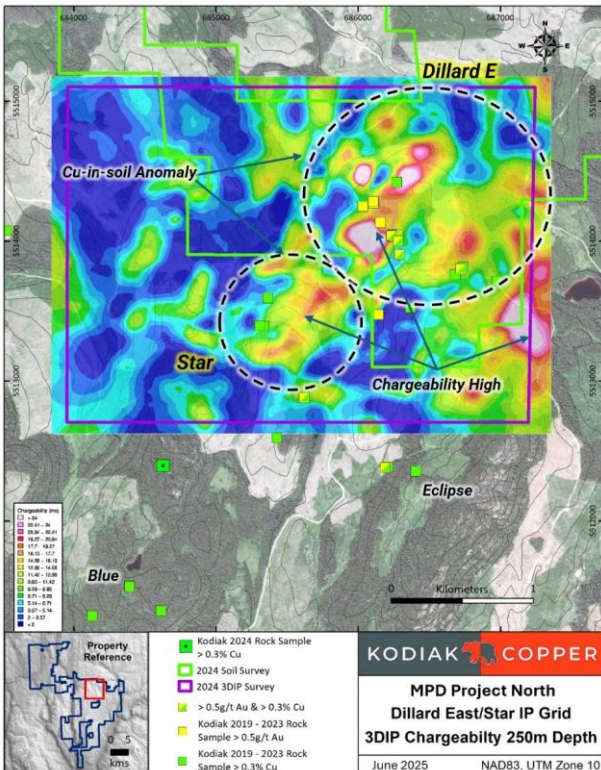 684000
685000
686000
687000
N
W E
S
Dillard E
5515000
5515000
Cu-in-soil Anomaly
5514000
5514000
Star
Chargeability High
5513000
5513000
Eclipse
5512000
5512000
Blue
Chargeability (ms)
Kilometers
0 1
Property
Reference
0 5
kms
Kodiak 2024 Rock Sample
> 0.3% Cu
2024 Soil Survey
2024 3DIP Survey
> 0.5g/t Au & > 0.3% Cu
Kodiak 2019 - 2023 Rock
Sample > 0.5g/t Au
Kodiak 2019 - 2023 Rock
Sample > 0.3% Cu
KODIAK COPPER
MPD Project North
Dillard East/Star IP Grid
3DIP Chargeabilty 250m Depth
June 2025 NAD83, UTM Zone 10